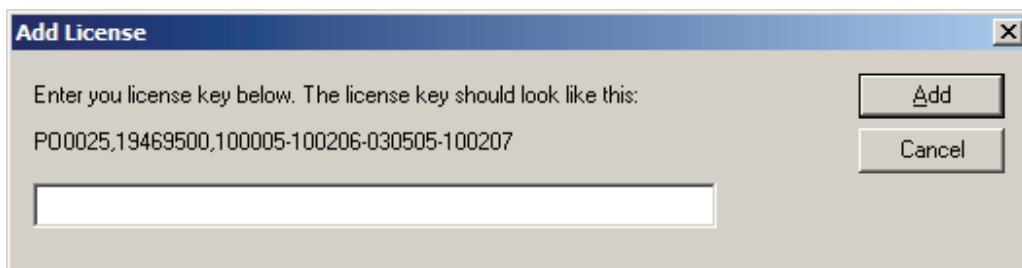 Add License
Enter you license key below. The license key should look like this:
Add
PO0025,19469500,100005-100206-030505-100207
Cancel